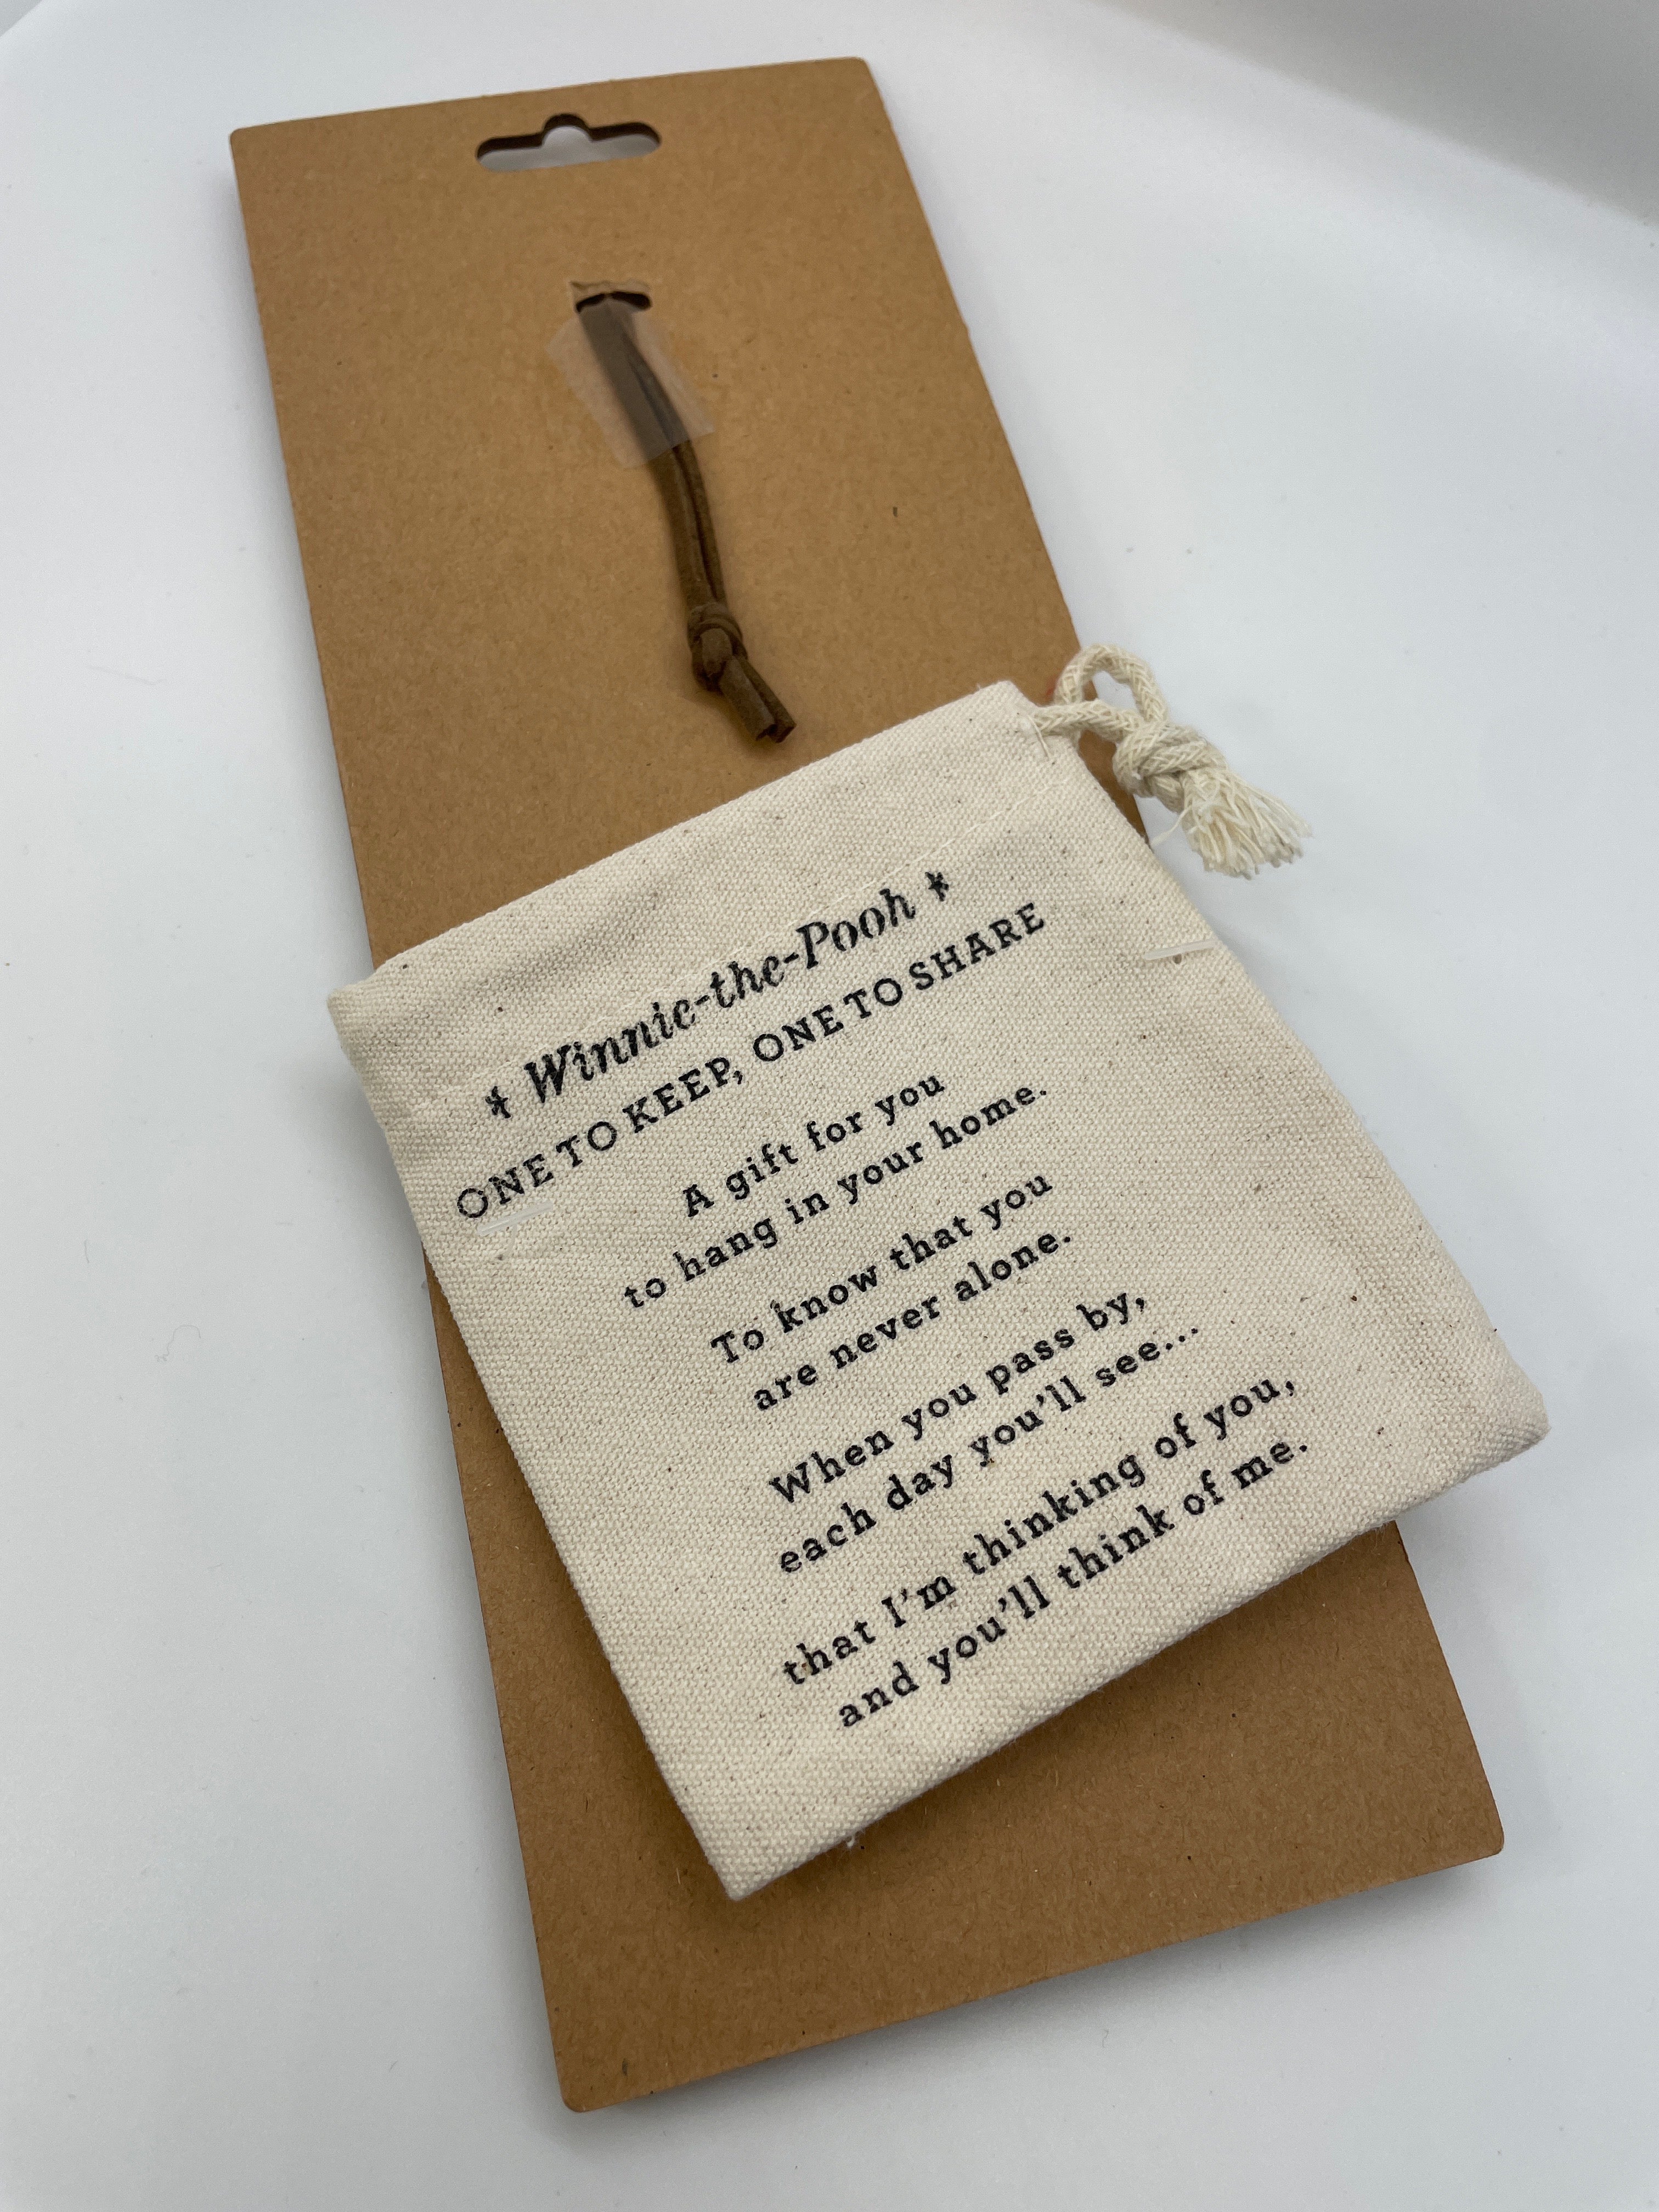 * Winnie-the-Pooh *
ONE TO KEEP, ONE TO SHARE
A gift for you
to hang in your home.
To know that you
are never alone.
When you pass by,
each day you'll see...
that I'm thinking of you,
and you'll think of me.